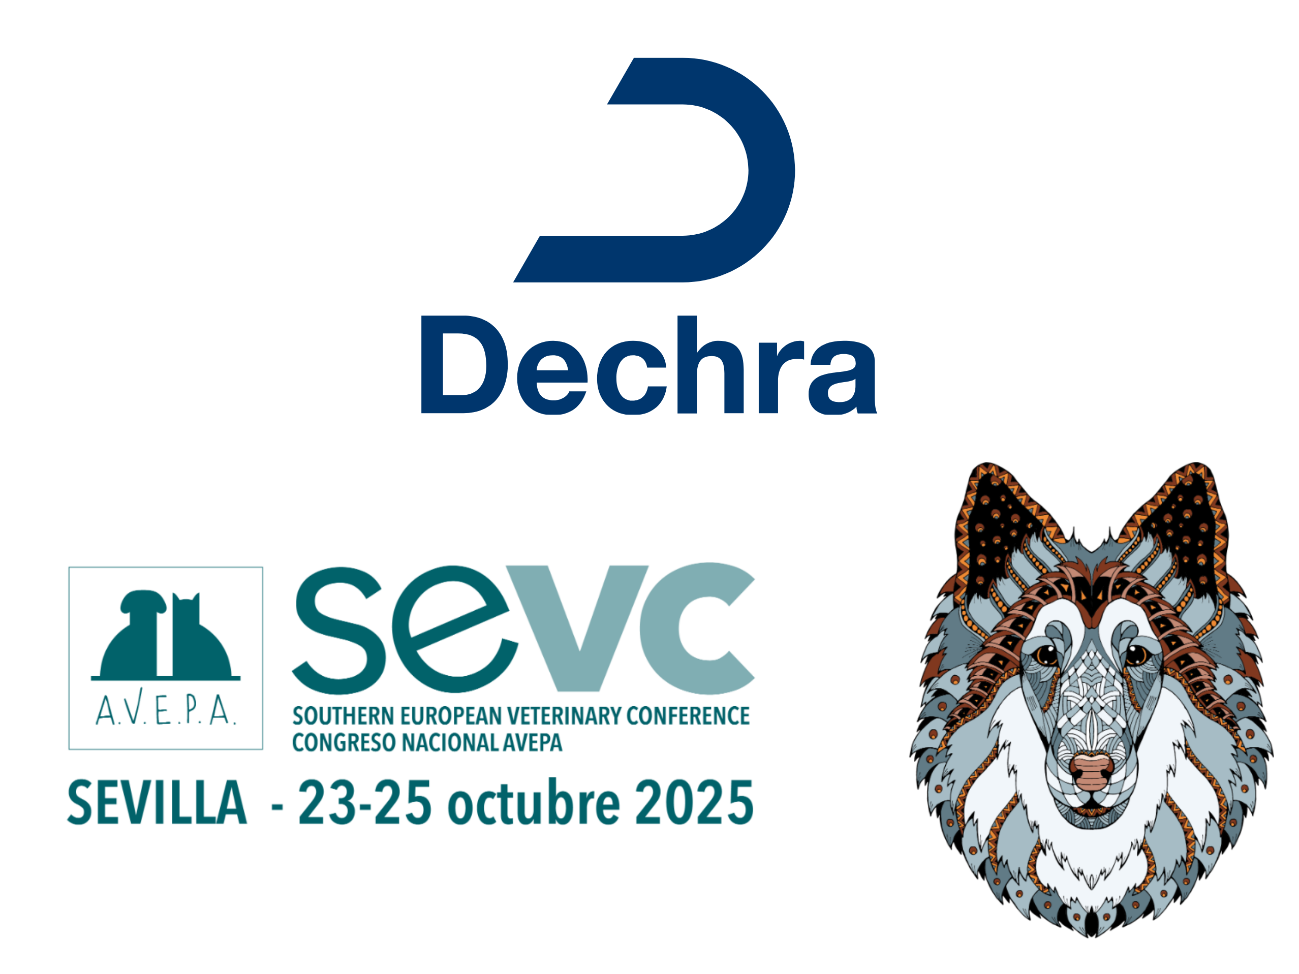 Dechra
sevc
A.V.E.P.A.
SOUTHERN EUROPEAN VETERINARY CONFERENCE
CONGRESO NACIONAL AVEPA
SEVILLA - 23-25 octubre 2025